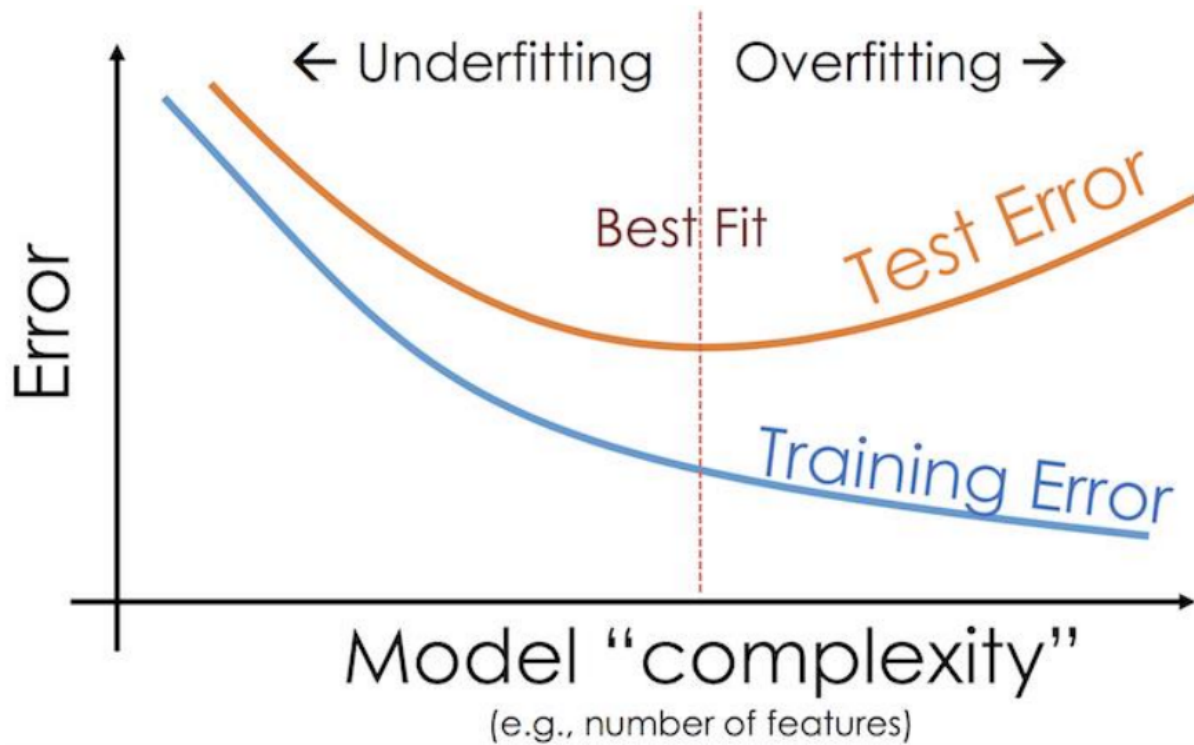 ← Underfitting
Overfitting →
Best Fit
Test Error
Error
Training Error
Model “complexity”
(e.g., number of features)